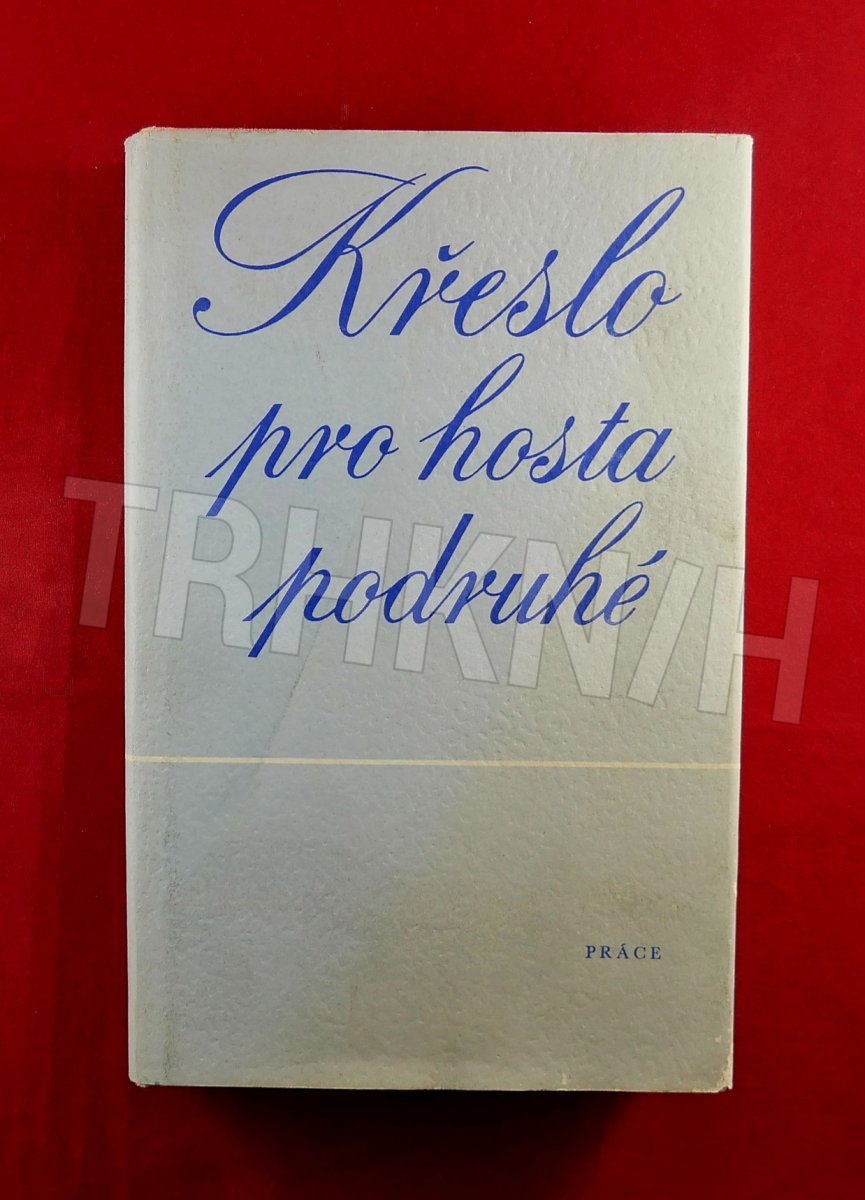 Křeslo
pro hosta
podruhé
TRHKNIH
PRÁCE